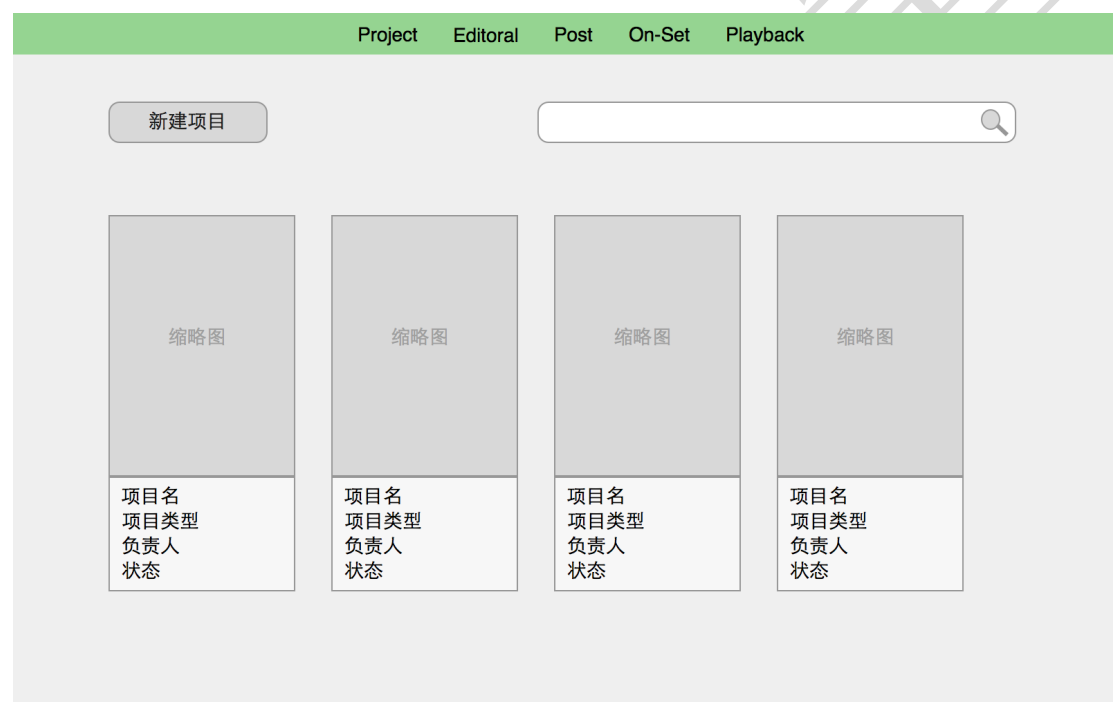 Project Editoral Post On-Set Playback
新建项目
缩略图 缩略图 缩略图 缩略图
项目名 项目名 项目名 项目名
项目类型 项目类型 项目类型 项目类型
负责人 负责人 负责人 负责人
状态 状态 状态 状态